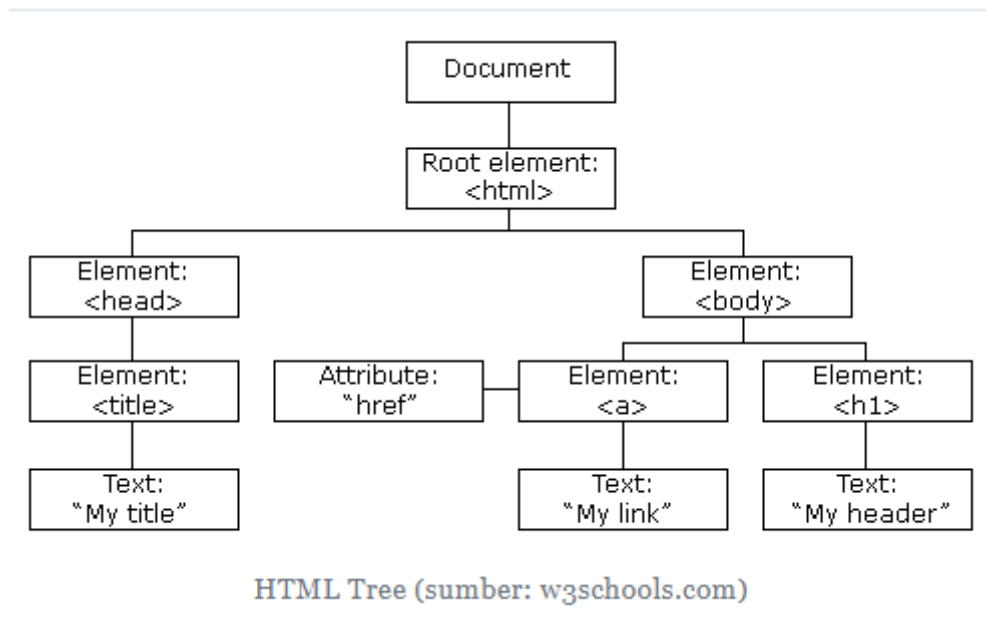 Document
Root element:
<html>
Element:
<head>
Element:
<body>
Element:
<title>
Attribute:
“href”
Element:
<a>
Element:
<h1>
Text:
“My title”
Text:
“My link”
Text:
“My header”
HTML Tree (sumber: w3schools.com)